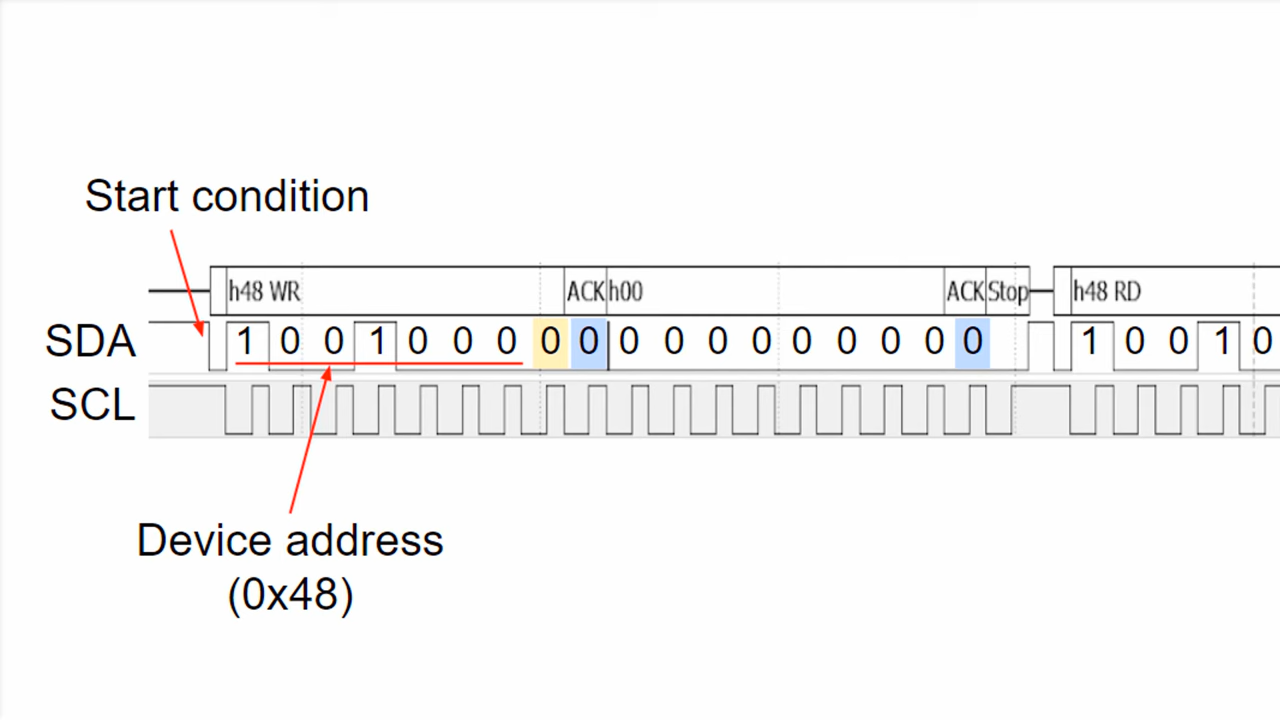 Start condition
h48 WR ACK h00 ACK Stop h48 RD
SDA 1 0 0 1 0 0 0 0 0 0 0 0 0 0 0 0 0 0 1 0 0 1 0
SCL
Device address
(0x48)